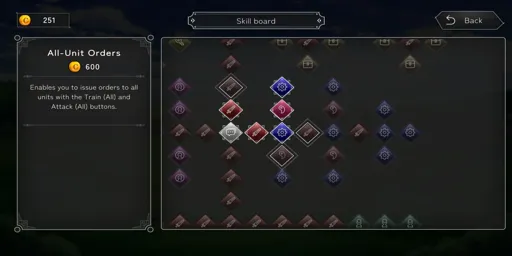 251
Skill board
Back
All-Unit Orders
600
Enables you to issue orders to all
units with the Train (All) and
Attack (All) buttons.